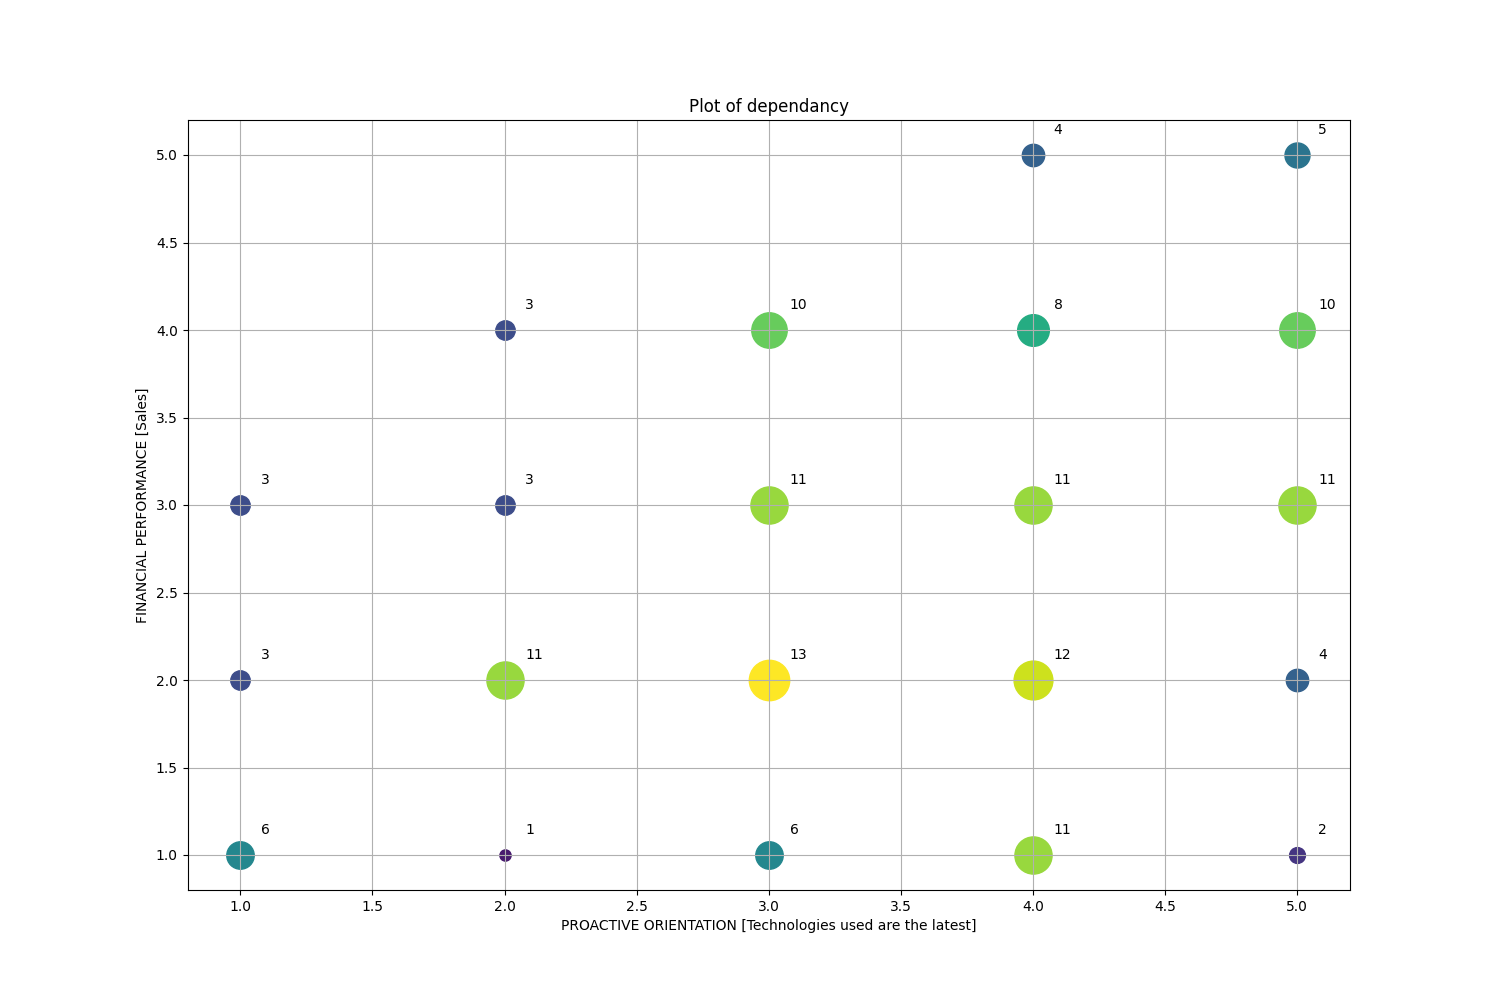 Plot of dependancy
4 5
5.0
4.5
3 10 8 10
4.0
3.5
3 3 11 11 11
3.0
2.5
3 11 13 12 4
2.0
1.5
6 1 6 11 2
1.0
FINANCIAL PERFORMANCE [Sales]
1.0 1.5 2.0 2.5 3.0 3.5 4.0 4.5 5.0
PROACTIVE ORIENTATION [Technologies used are the latest]